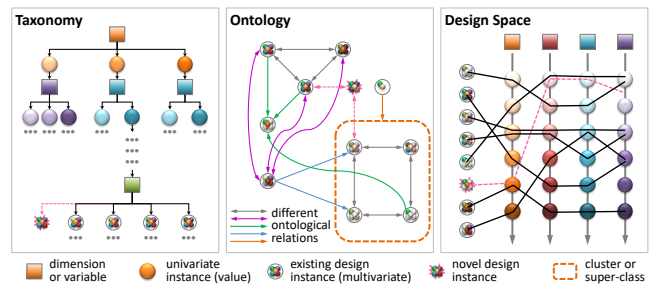 Taxonomy
Ontology
Design Space
different
ontological
relations
dimension
or variable
univariate
instance (value)
existing design
instance (multivariate)
novel design
instance
cluster or
super-class